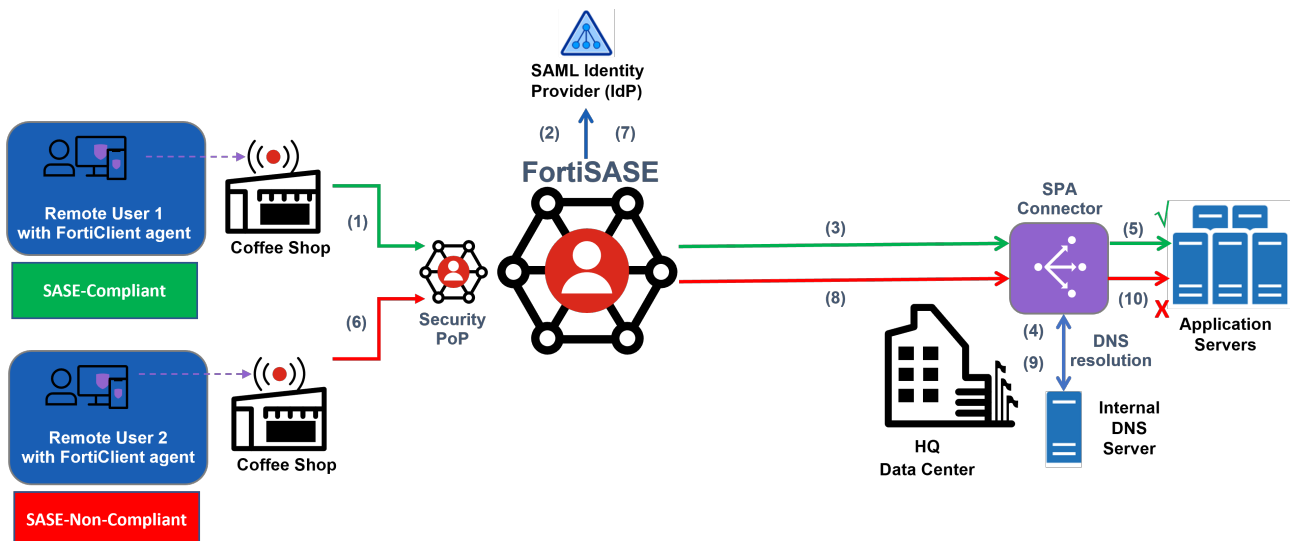 SAML Identity
Provider (IdP)
(2)
(7)
FortiSASE
Remote User 1
with FortiClient agent
SASE-Compliant
Coffee Shop
(1)
(6)
Security
PoP
Remote User 2
with FortiClient agent
SASE-Non-Compliant
Coffee Shop
(3)
(8)
SPA
Connector
(5)
(10)
X
Application
Servers
(4)
(9)
DNS
resolution
HQ
Data Center
Internal
DNS
Server